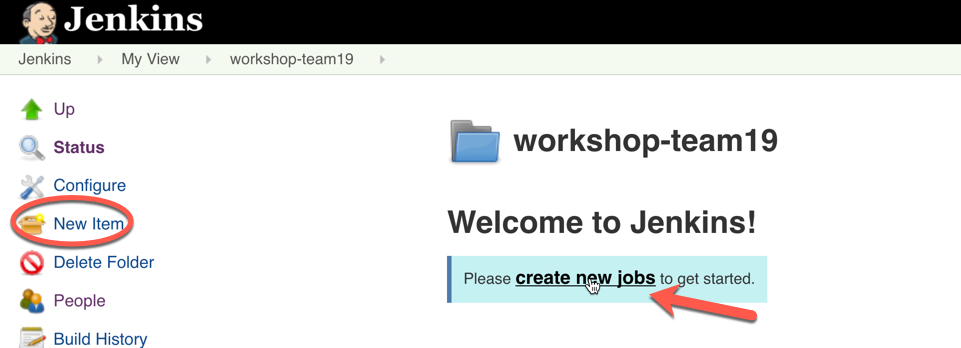 Jenkins
Jenkins My View workshop-team19
Up
Status
Configure
New Item
Delete Folder
People
Build History
workshop-team19
Welcome to Jenkins!
Please create new jobs to get started.